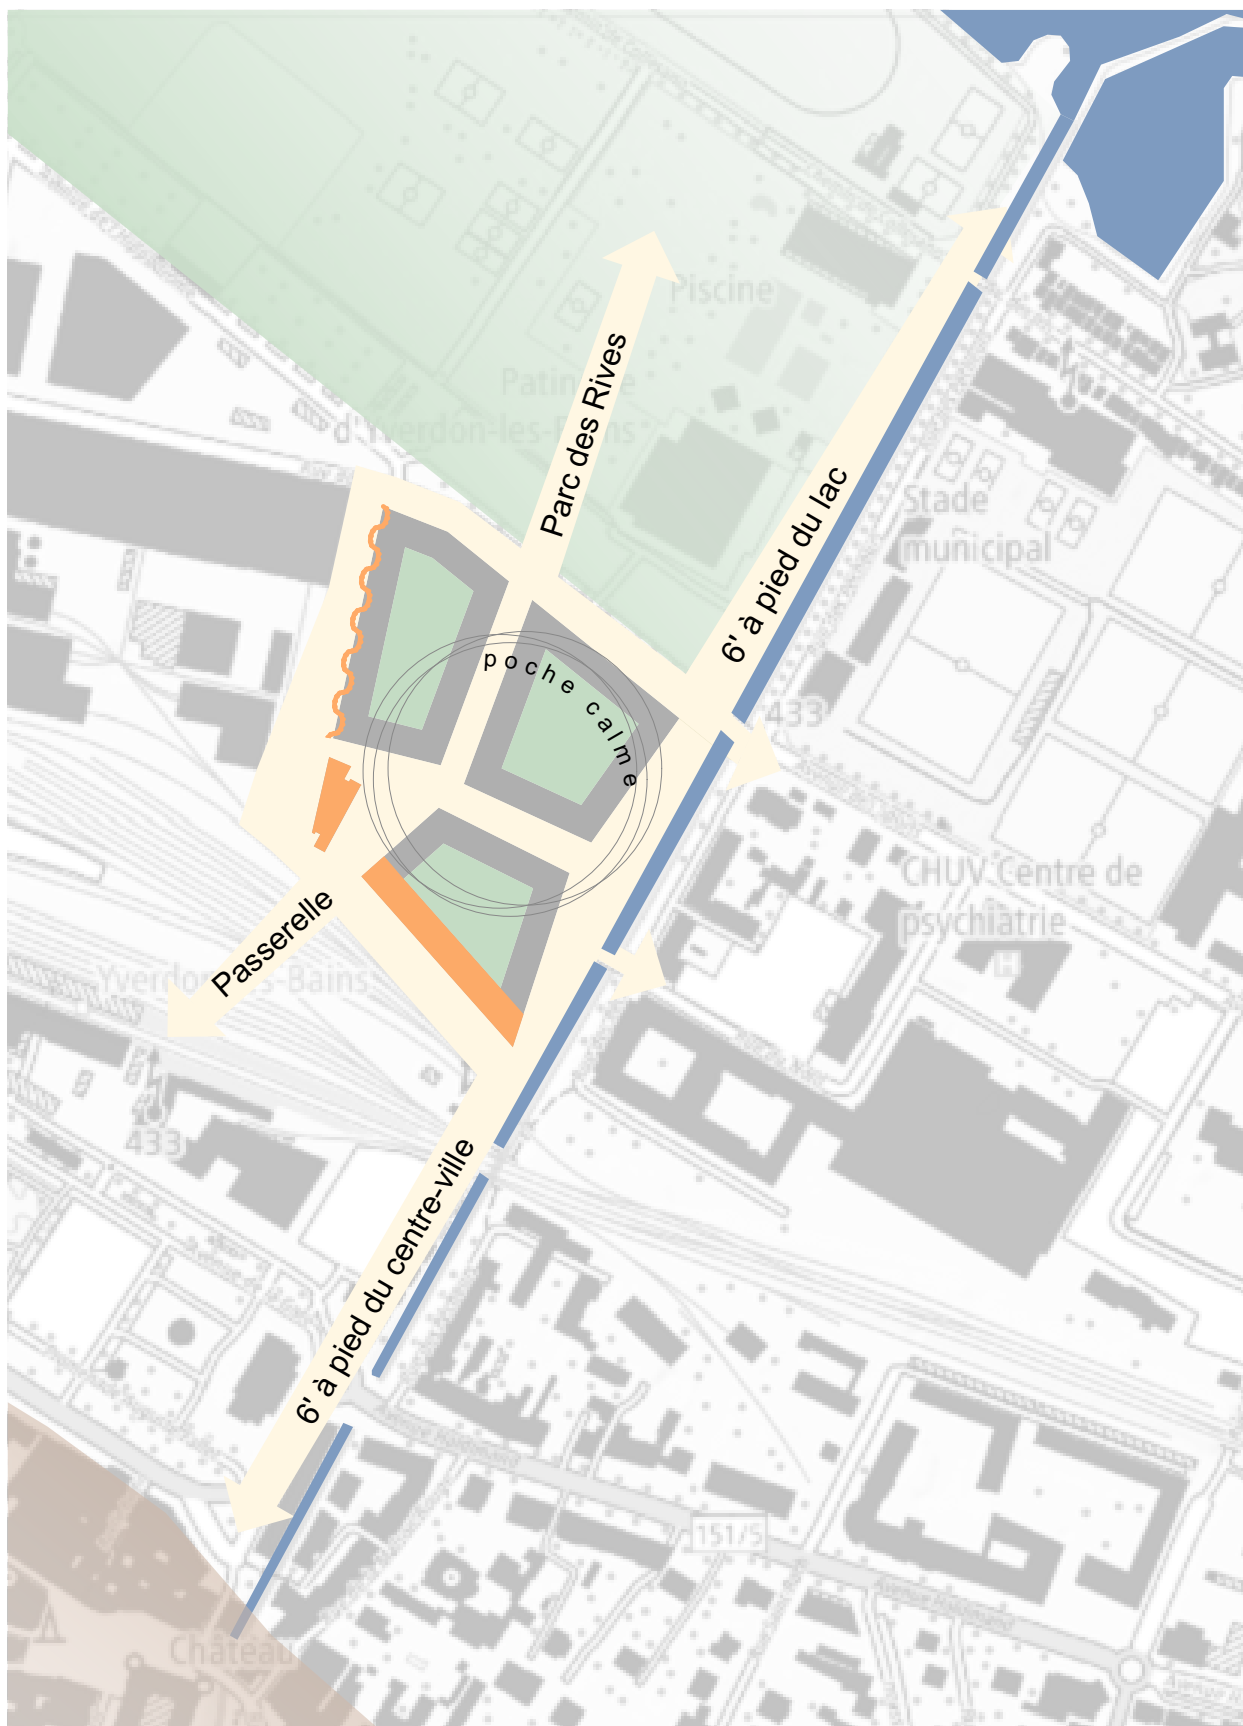 Piscine
Patinoire
d'Yverdon-les-Bains
Parc des Rives
6' à pied du lac
Stade
municipal
poche calme
433
CHUV Centre de
psychiatrie
Passerelle
Yverdon-les-Bains
433
6' à pied du centre-ville
151/5
Château